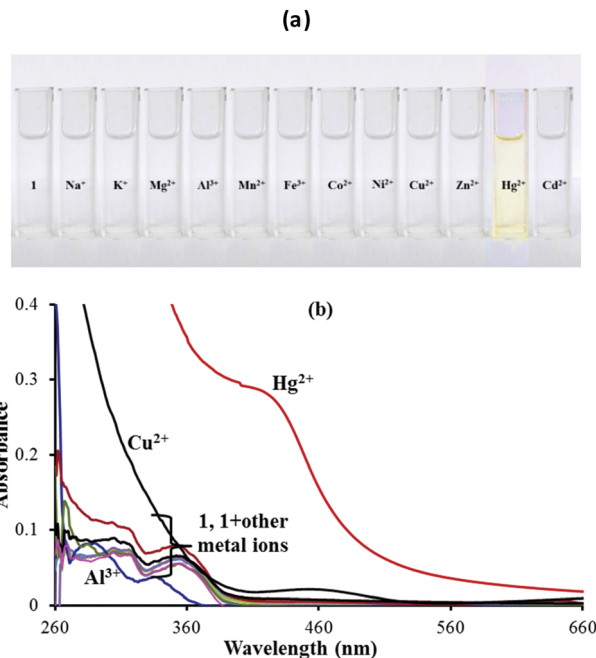 (a)
1 Na⁺ K⁺ Mg²⁺ Al³⁺ Mn²⁺ Fe³⁺ Co²⁺ Ni²⁺ Cu²⁺ Zn²⁺ Hg²⁺ Cd²⁺
(b)
0.4
0.3
0.2
0.1
0
Absorbance
Hg²⁺
Cu²⁺
1, 1+other
metal ions
Al³⁺
260 360 460 560 660
Wavelength (nm)